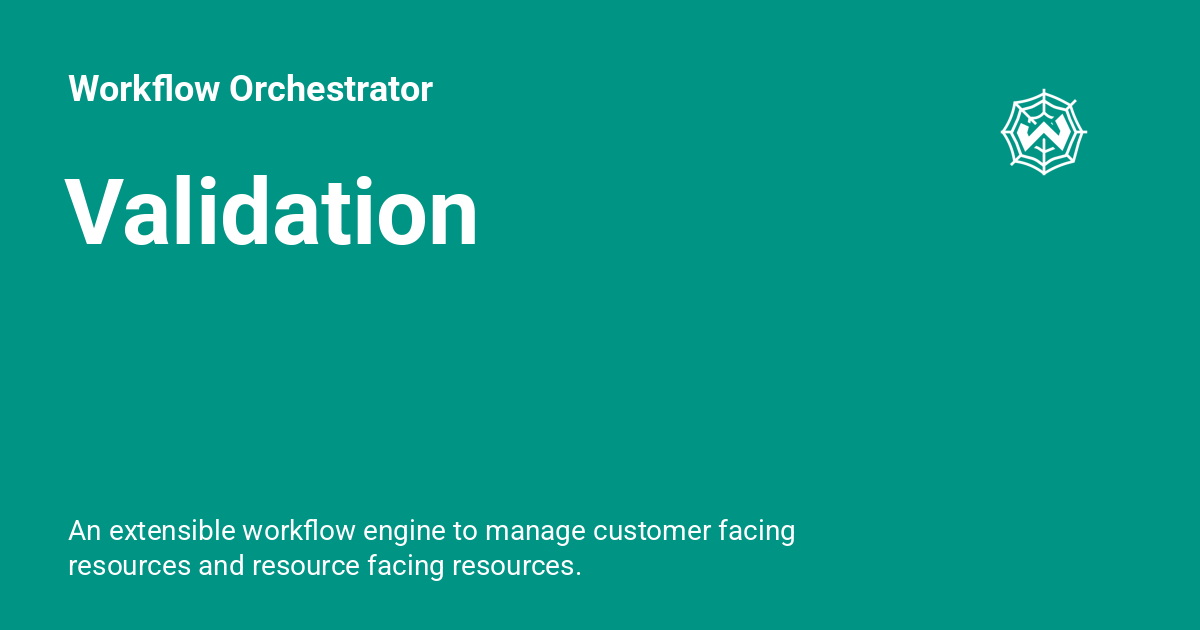 Workflow Orchestrator
Validation
An extensible workflow engine to manage customer facing
resources and resource facing resources.